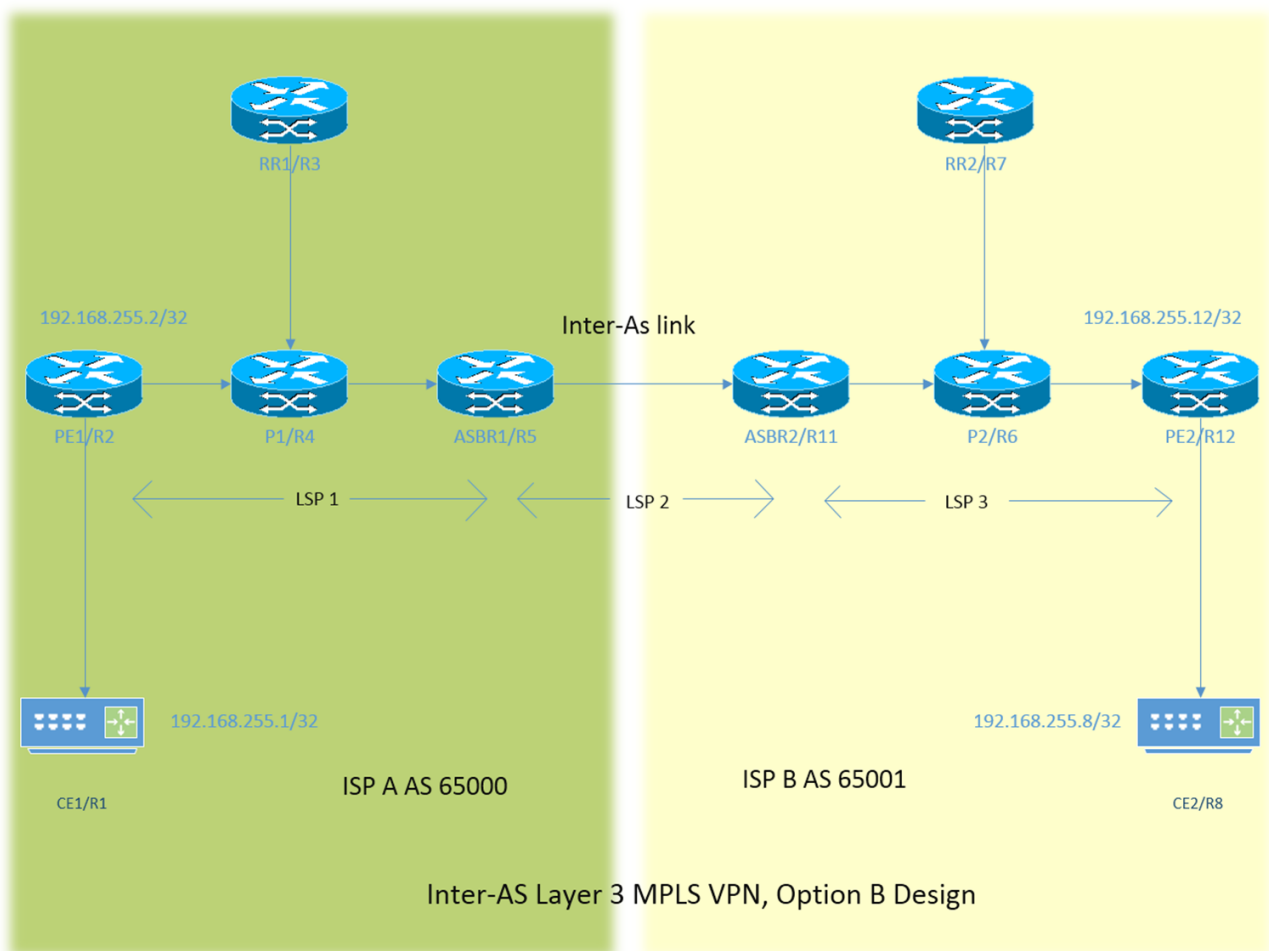 RR1/R3
RR2/R7
192.168.255.2/32
Inter-As link
192.168.255.12/32
PE1/R2
P1/R4
ASBR1/R5
ASBR2/R11
P2/R6
PE2/R12
LSP 1
LSP 2
LSP 3
192.168.255.1/32
192.168.255.8/32
ISP A AS 65000
ISP B AS 65001
CE1/R1
CE2/R8
Inter-AS Layer 3 MPLS VPN, Option B Design